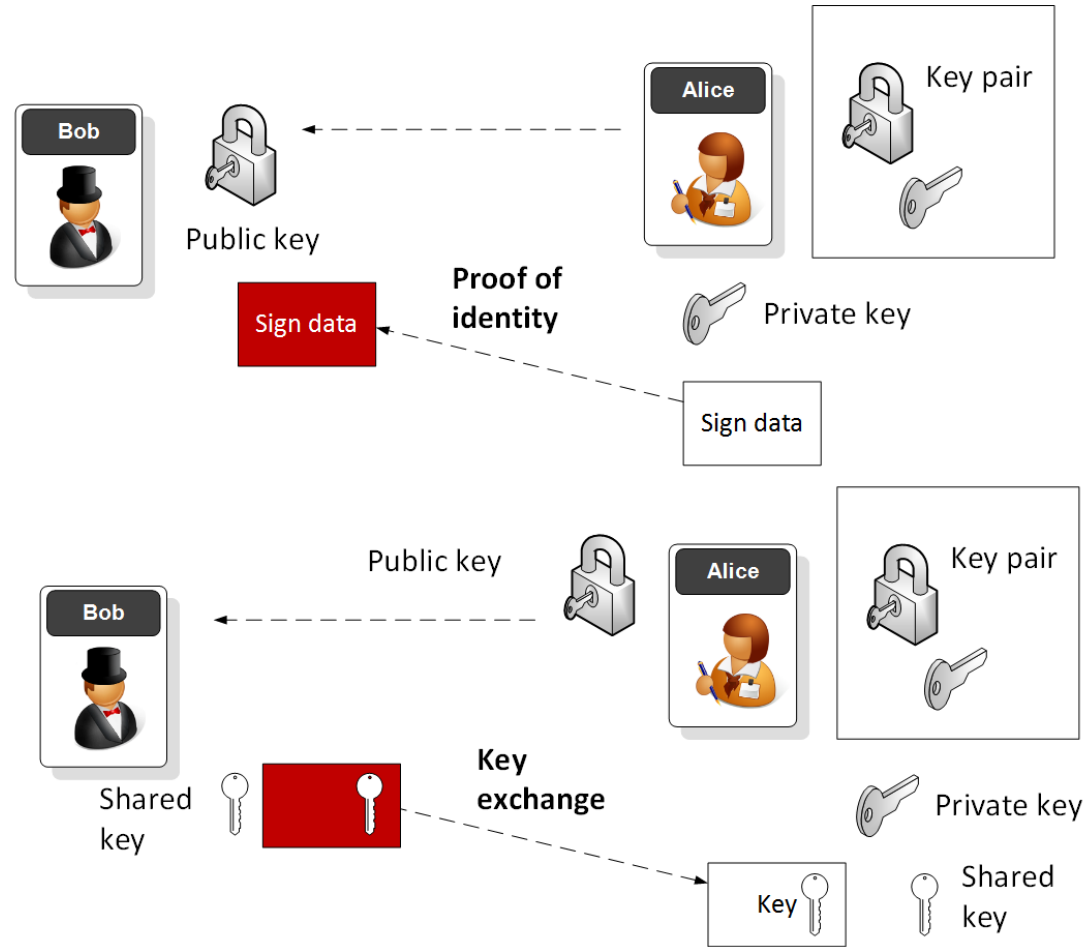 Key pair
Alice
Bob
Public key
Proof of
identity
Sign data
Private key
Sign data
Public key
Alice
Key pair
Bob
Key
exchange
Shared
key
Private key
Key
Shared
key